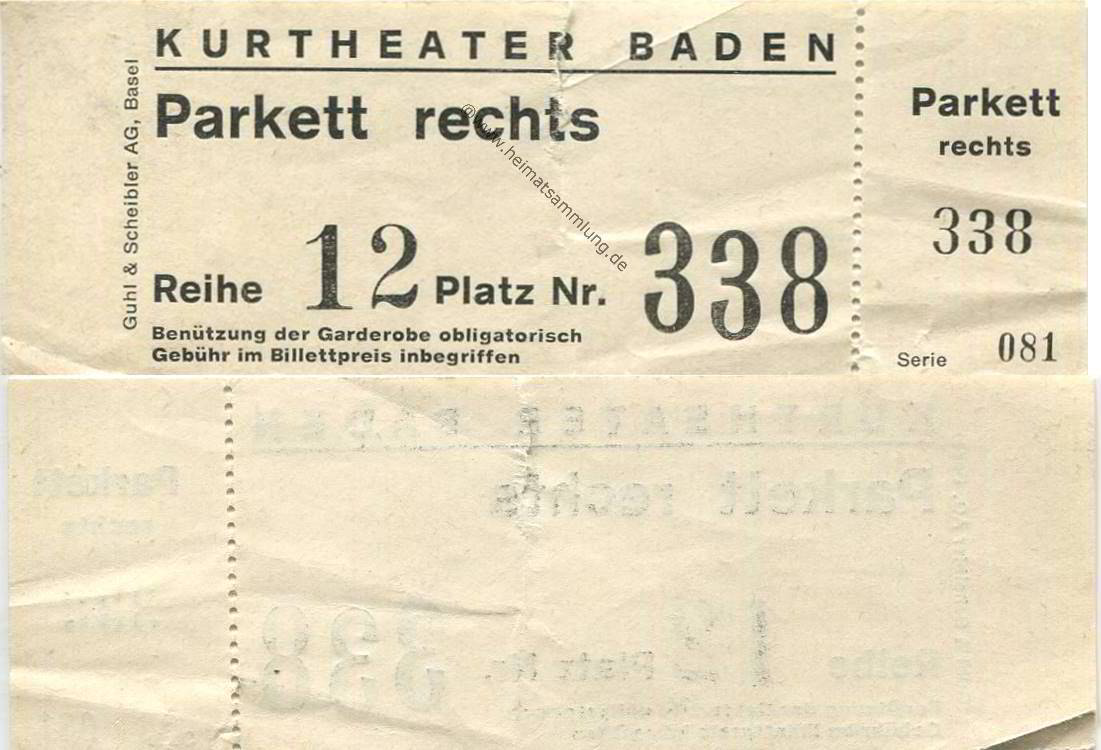 KURTHEATER BADEN
Parkett rechts
Reihe 12 Platz Nr. 338
Benützung der Garderobe obligatorisch
Gebühr im Billettpreis inbegriffen
Guhl & Scheibler AG, Basel
Parkett
rechts
338
Serie 081
©www.heimatsammlung.de